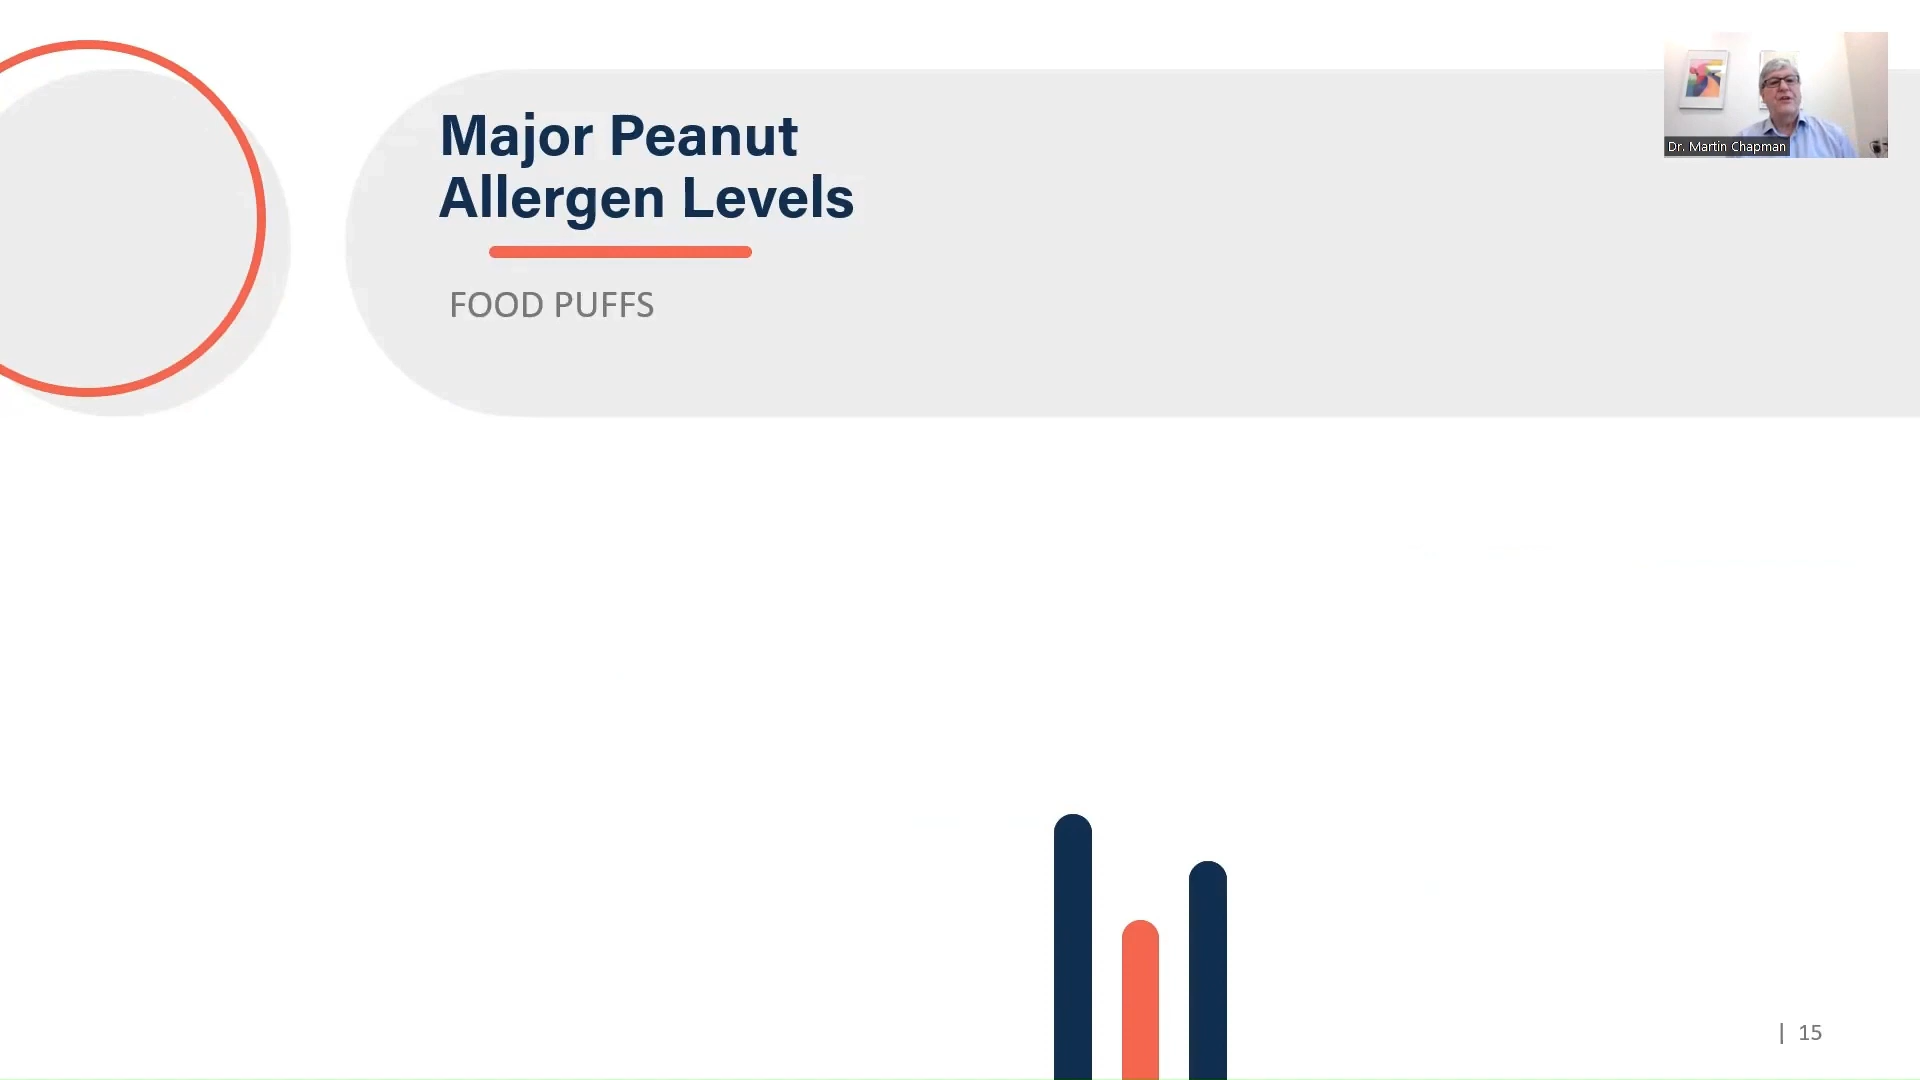 Major Peanut
Allergen Levels
FOOD PUFFS
Dr. Martin Chapman
| 15